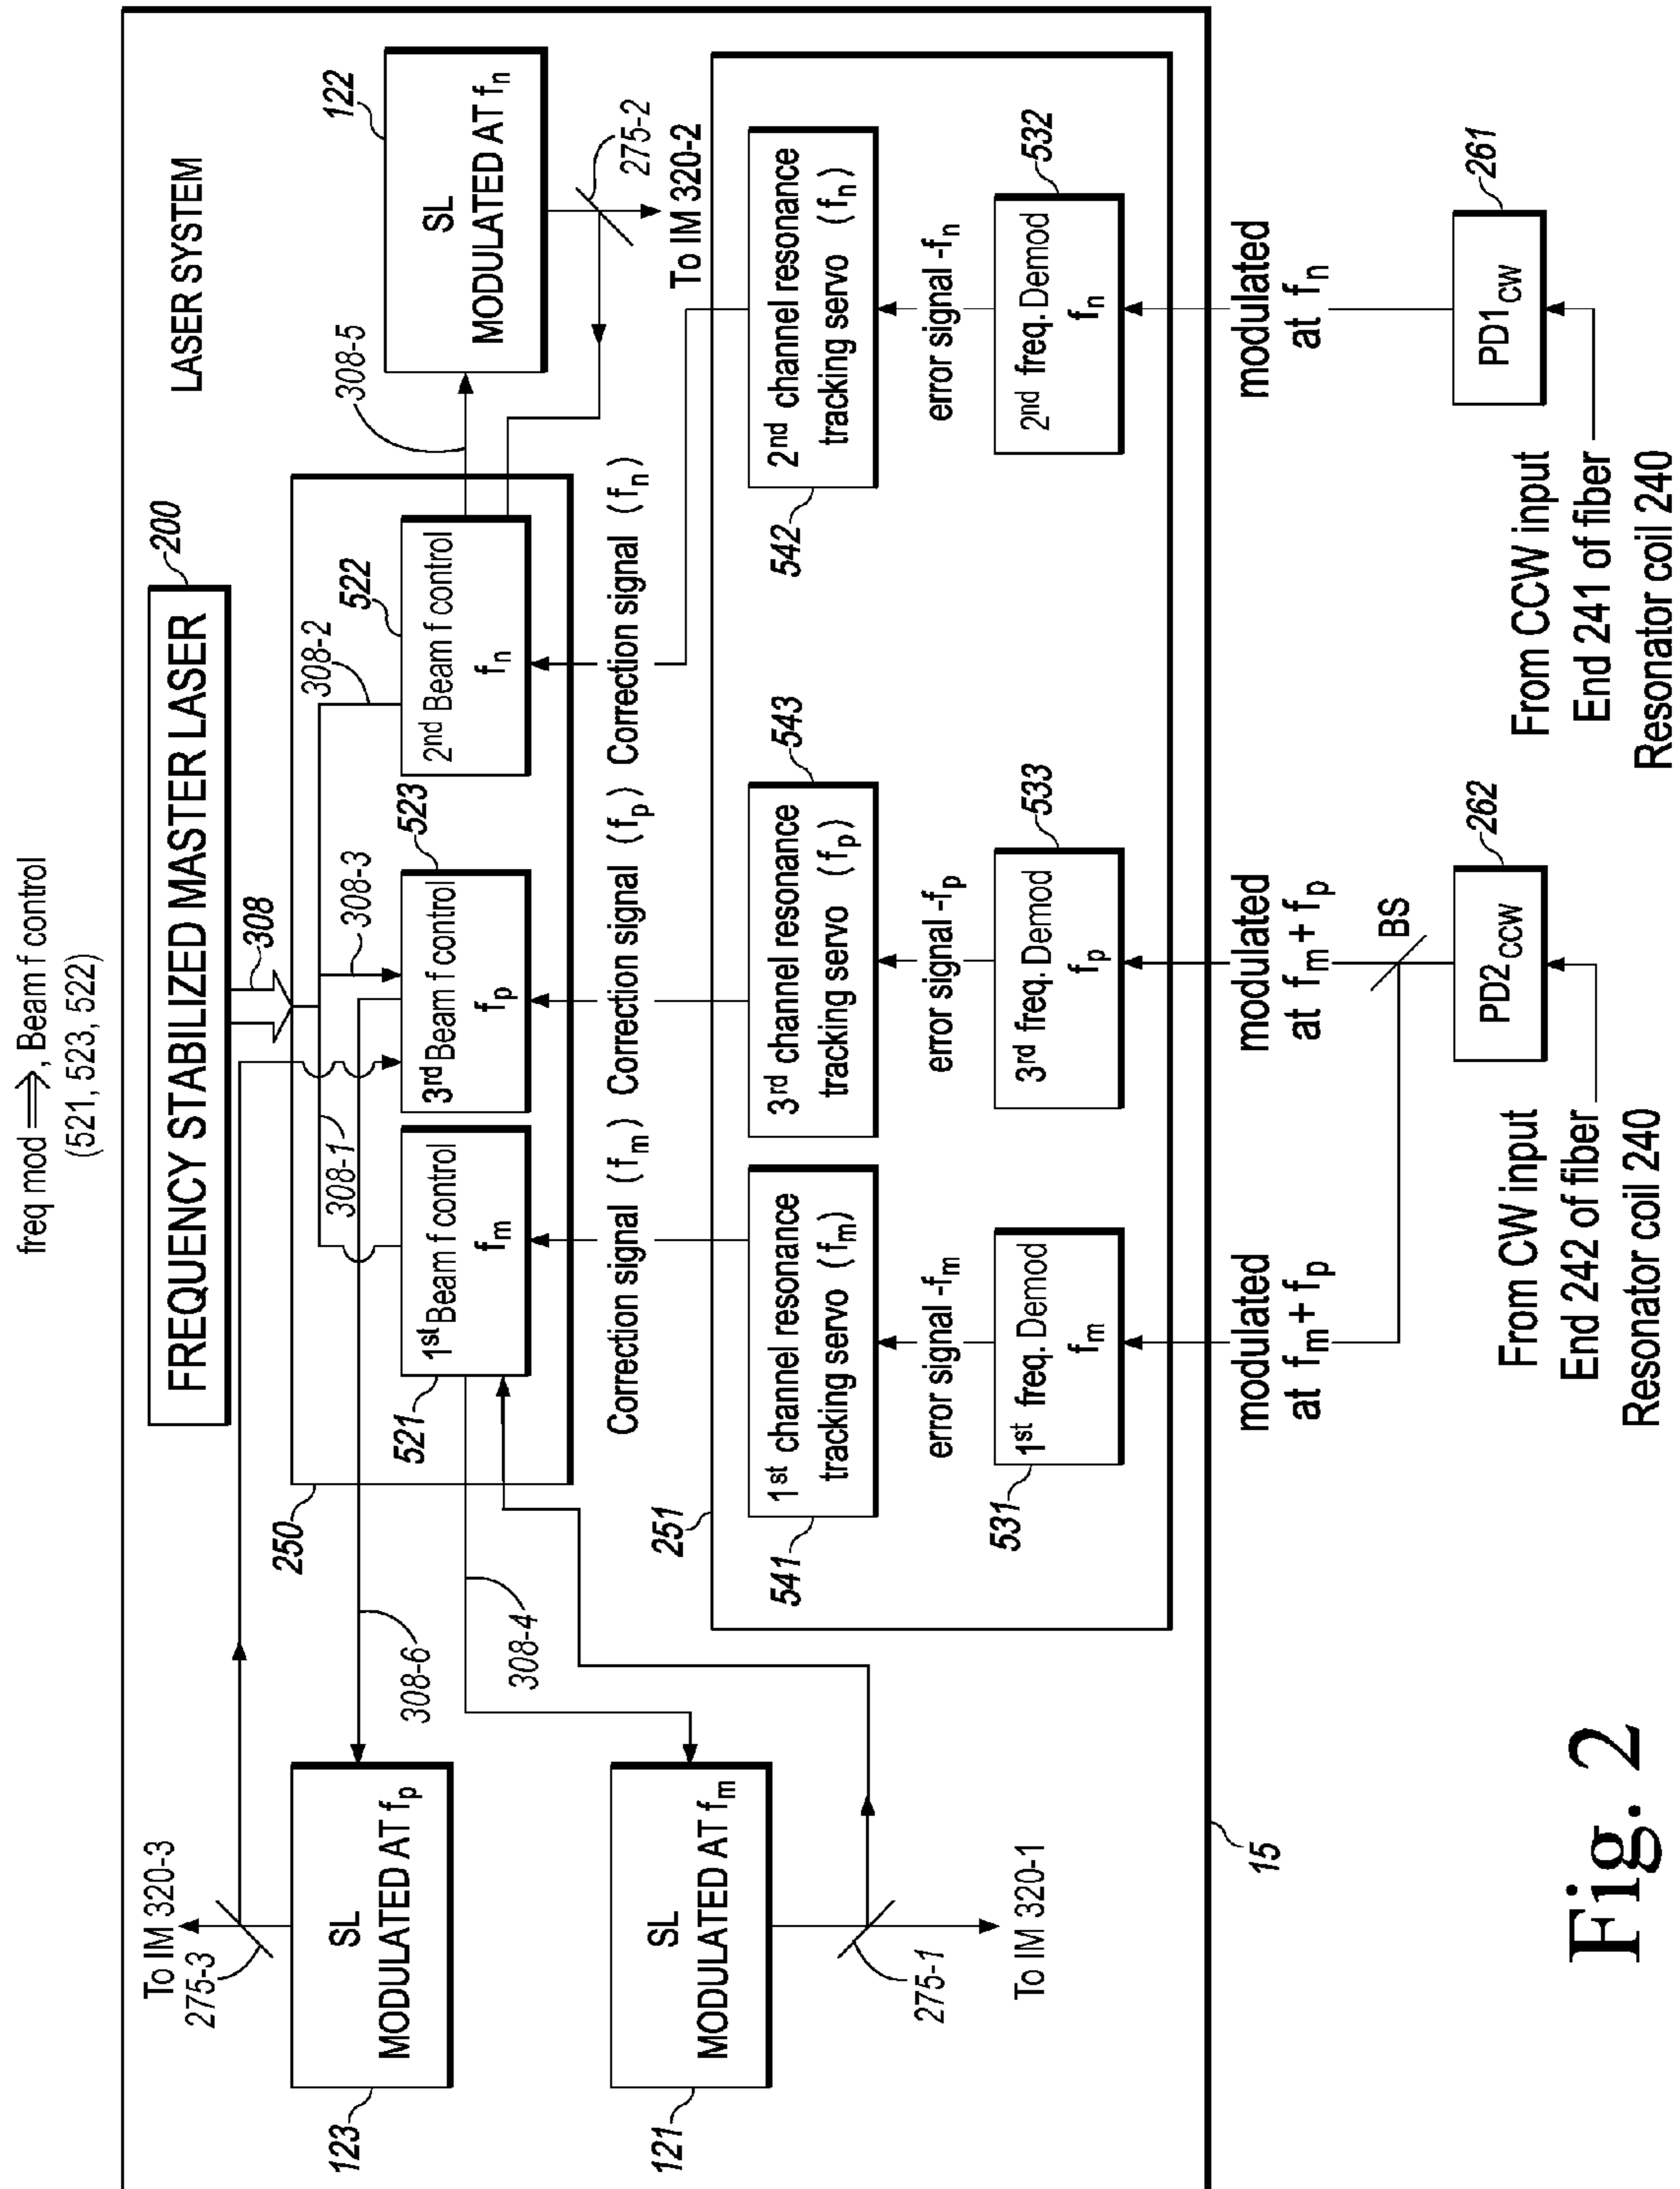 freq mod ⟹, Beam f control
(521, 523, 522)
LASER SYSTEM
FREQUENCY STABILIZED MASTER LASER
200
308
To IM 320-3
275-3
SL
MODULATED AT fp
123
250
308-6
308-4
308-1
308-3
308-2
308-5
521
1st Beam f control
fm
523
3rd Beam f control
fp
522
2nd Beam f control
fn
122
SL
MODULATED AT fn
275-2
To IM 320-2
SL
MODULATED AT fm
121
275-1
To IM 320-1
Correction signal (fm) Correction signal (fp) Correction signal (fn)
251
541
1st channel resonance
tracking servo (fm)
543
3rd channel resonance
tracking servo (fp)
542
2nd channel resonance
tracking servo (fn)
error signal -fm
error signal -fp
error signal -fn
531
1st freq. Demod
fm
533
3rd freq. Demod
fp
532
2nd freq. Demod
fn
15
modulated
at fm + fp
modulated
at fm + fp
modulated
at fn
BS
262
PD2CCW
261
PD1CW
From CW input
End 242 of fiber
Resonator coil 240
From CCW input
End 241 of fiber
Resonator coil 240
Fig. 2